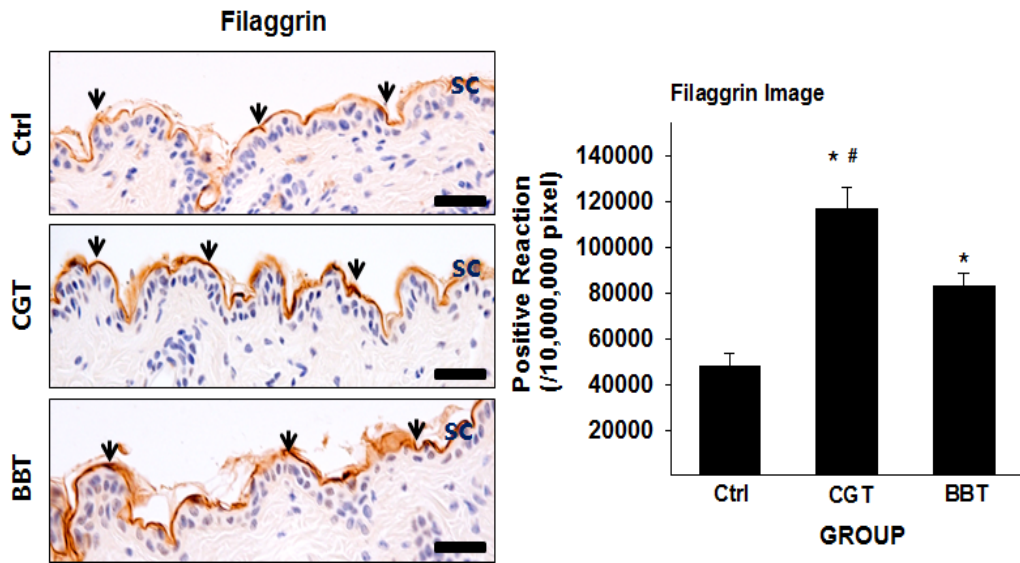 Filaggrin
Ctrl
SC
CGT
SC
BBT
SC
Filaggrin Image
Positive Reaction
(/10,000,000 pixel)
140000
120000
100000
80000
60000
40000
20000
* #
*
Ctrl
CGT
BBT
GROUP